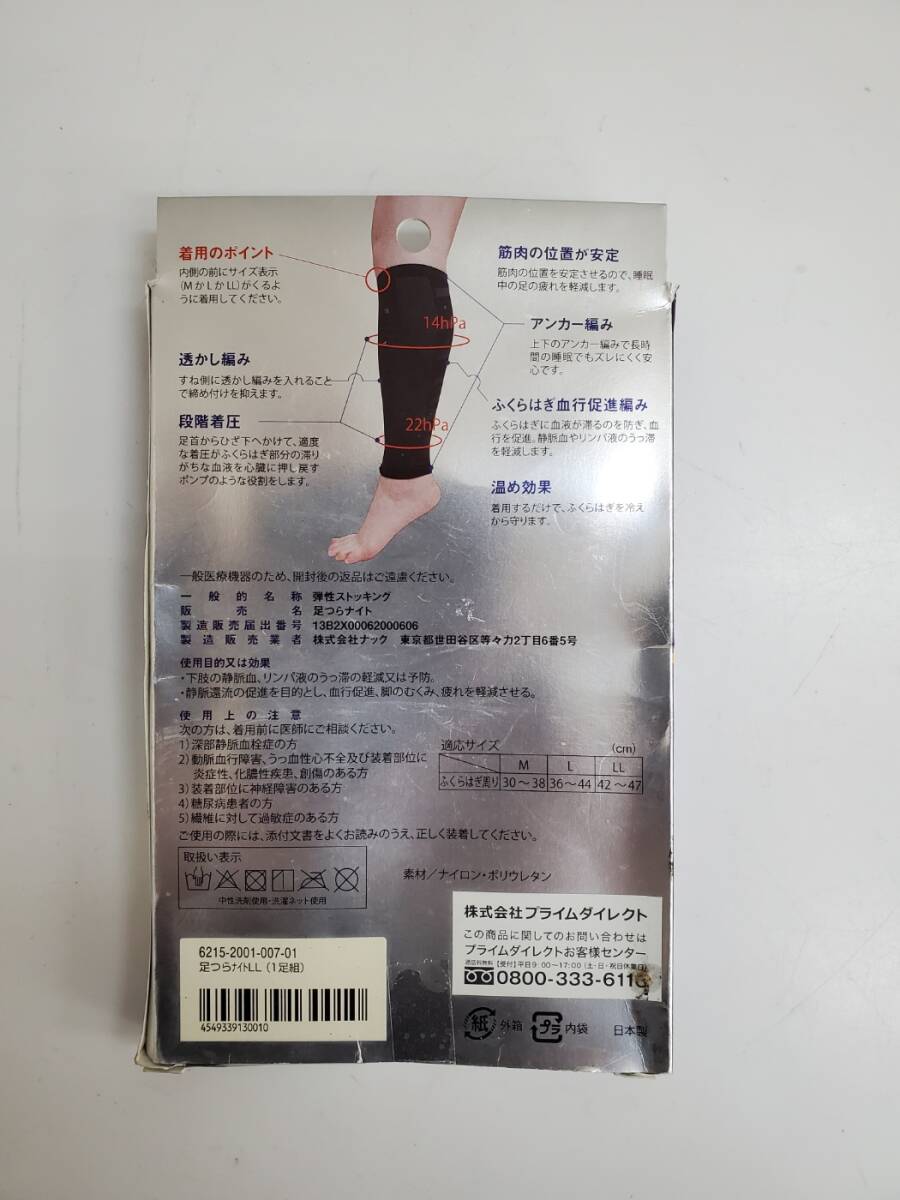 着用のポイント
内側の前にサイズ表示
(MかLかLL)がくるよ
うに着用してください。
透かし編み
すね側に透かし編みを入れること
で締め付けを抑えます。
段階着圧
足首からひざ下へかけて、適度
な着圧がふくらはぎ部分の滞り
がちな血液を心臓に押し戻す
ポンプのような役割をします。
14hPa
22hPa
筋肉の位置が安定
筋肉の位置を安定させるので、睡眠
中の足の疲れを軽減します。
アンカー編み
上下のアンカー編みで長時
間の睡眠でもズレにくく安
心です。
ふくらはぎ血行促進編み
ふくらはぎに血液が滞るのを防ぎ、血
行を促進。静脈血やリンパ液のうっ滞
を軽減します。
温め効果
着用するだけで、ふくらはぎを冷え
から守ります。
一般医療機器のため、開封後の返品はご遠慮ください。
一般的名称 弾性ストッキング
販売名 足つらナイト
製造販売届出番号 13B2X00062000606
製造販売業者 株式会社ナック 東京都世田谷区等々力2丁目6番5号
使用目的又は効果
・下肢の静脈血、リンパ液のうっ滞の軽減又は予防。
・静脈還流の促進を目的とし、血行促進、脚のむくみ、疲れを軽減させる。
使用上の注意
次の方は、着用前に医師にご相談ください。
1)深部静脈血栓症の方
2)動脈血行障害、うっ血性心不全及び装着部位に
炎症性、化膿性疾患、創傷のある方
3)装着部位に神経障害のある方
4)糖尿病患者の方
5)繊維に対して過敏症のある方
ご使用の際には、添付文書をよくお読みのうえ、正しく装着してください。
適応サイズ (cm)
M L LL
ふくらはぎ周り 30〜38 36〜44 42〜47
取扱い表示
中性洗剤使用・洗濯ネット使用
素材/ナイロン・ポリウレタン
株式会社プライムダイレクト
この商品に関してのお問い合わせは
プライムダイレクトお客様センター
通話料無料 【受付】平日9:00〜17:00(土・日・祝日休業日)
0800-333-611
6215-2001-007-01
足つらナイトLL (1足組)
4549339130010
紙 外箱 プラ 内袋 日本製